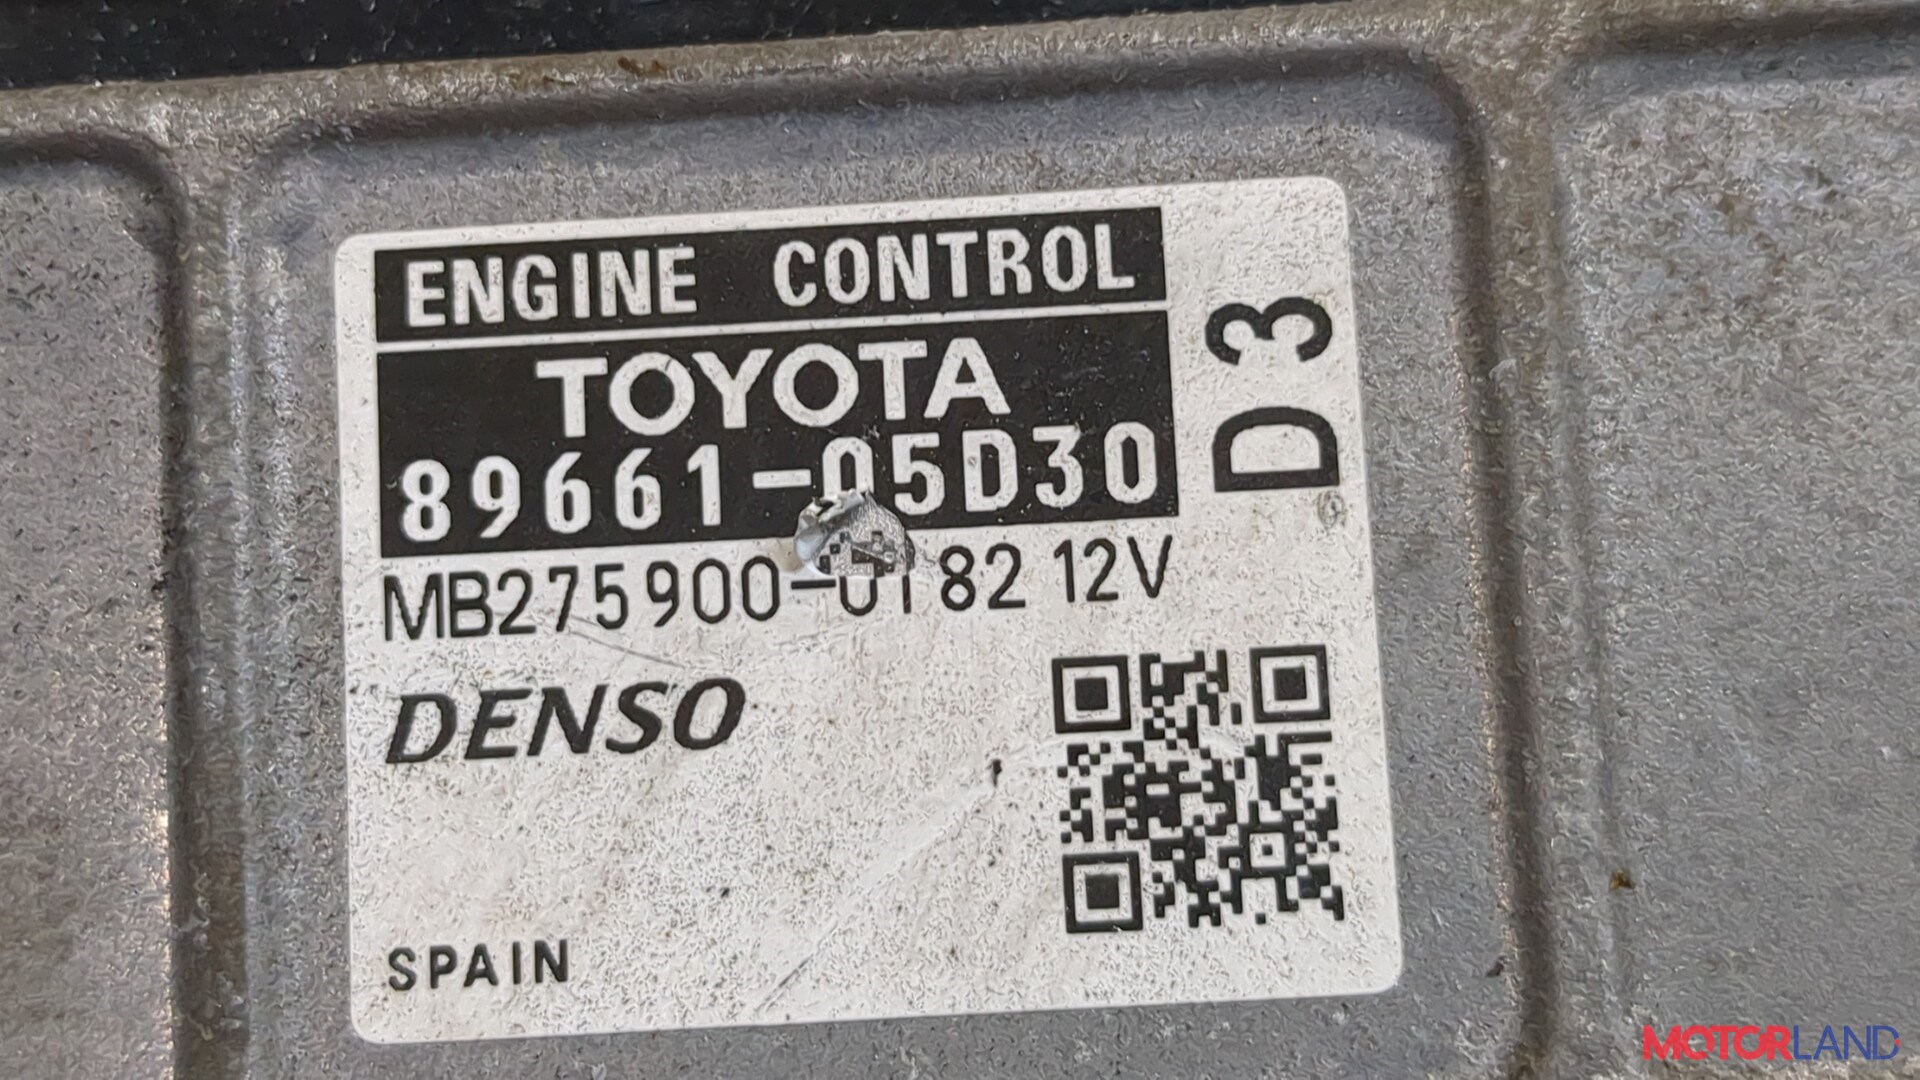 ENGINE CONTROL
TOYOTA
89661-05D30
D3
MB275900-0182 12V
DENSO
SPAIN
MOTORLAND